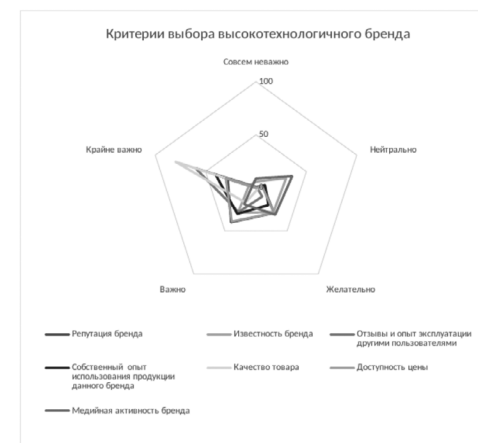 Критерии выбора высокотехнологичного бренда
Совсем неважно
100
50
Крайне важно
Нейтрально
Важно
Желательно
Репутация бренда
Известность бренда
Отзывы и опыт эксплуатации
другими пользователями
Собственный опыт
использования продукции
данного бренда
Качество товара
Доступность цены
Медийная активность бренда